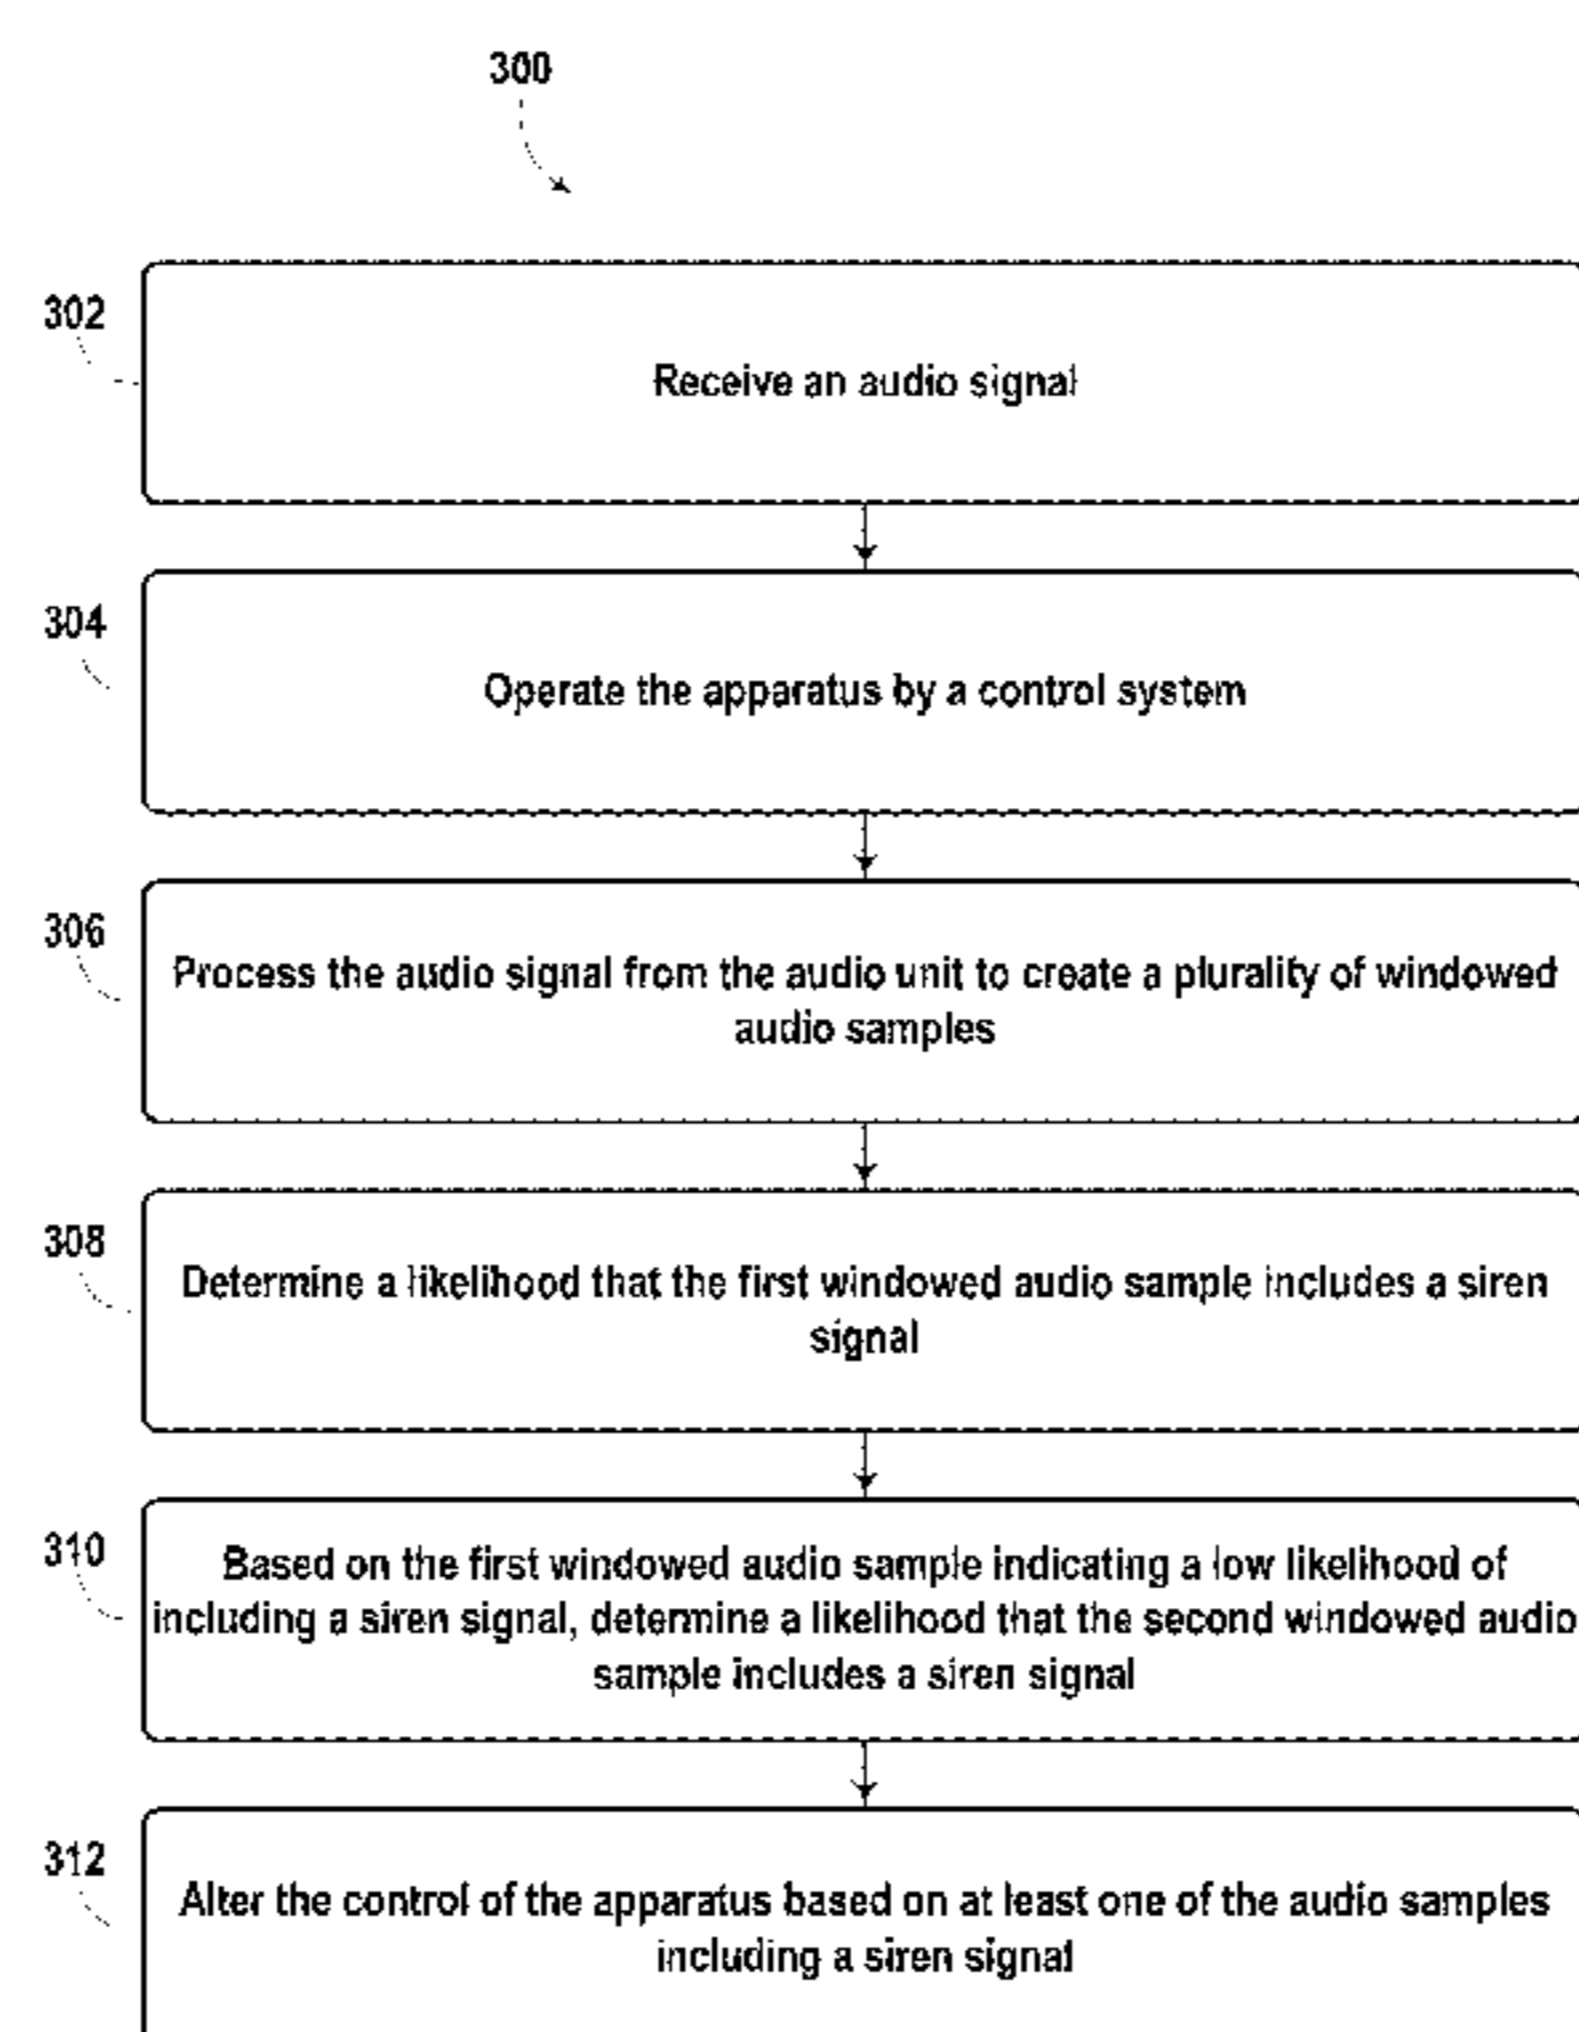 300
302
Receive an audio signal
304
Operate the apparatus by a control system
306
Process the audio signal from the audio unit to create a plurality of windowed
audio samples
308
Determine a likelihood that the first windowed audio sample includes a siren
signal
310
Based on the first windowed audio sample indicating a low likelihood of
including a siren signal, determine a likelihood that the second windowed audio
sample includes a siren signal
312
Alter the control of the apparatus based on at least one of the audio samples
including a siren signal